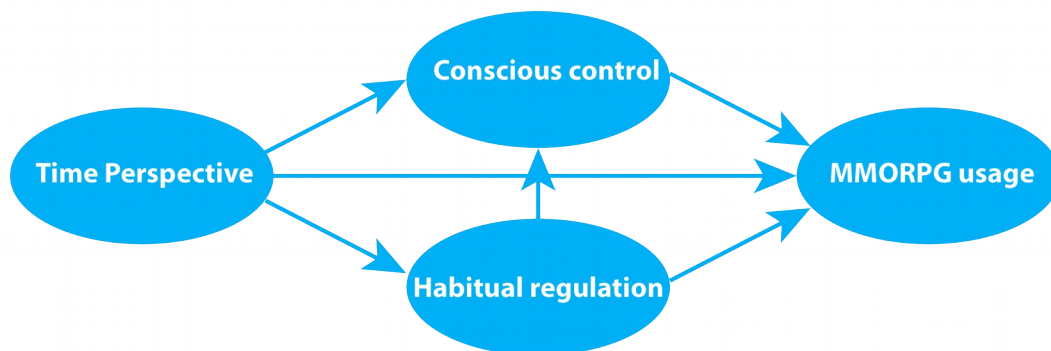 Conscious control
Time Perspective
MMORPG usage
Habitual regulation